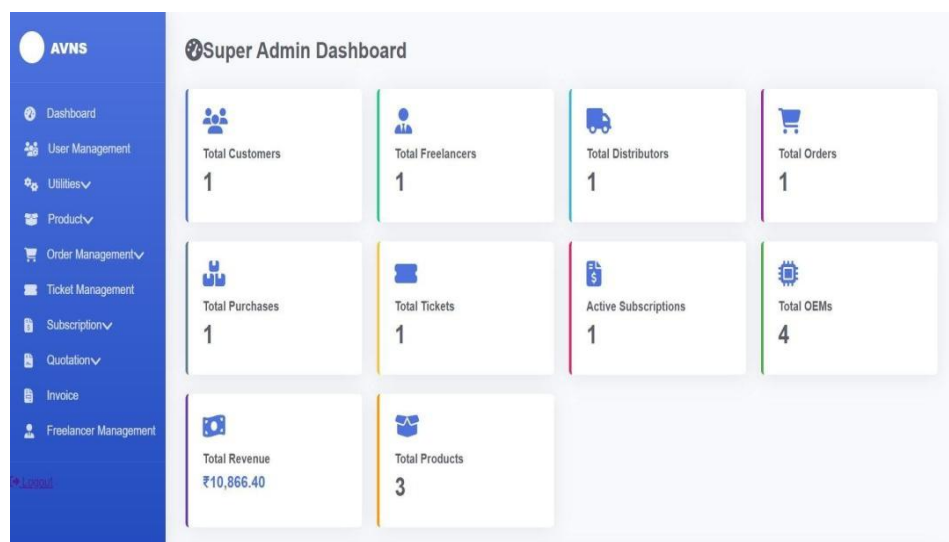 AVNS
Dashboard
User Management
Utilities
Product
Order Management
Ticket Management
Subscription
Quotation
Invoice
Freelancer Management
Logout
Super Admin Dashboard
Total Customers
1
Total Freelancers
1
Total Distributors
1
Total Orders
1
Total Purchases
1
Total Tickets
1
Active Subscriptions
1
Total OEMs
4
Total Revenue
₹10,866.40
Total Products
3